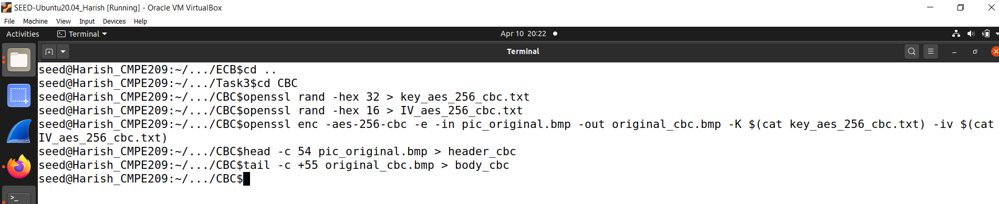 SEED-Ubuntu20.04_Harish [Running] - Oracle VM VirtualBox
File Machine View Input Devices Help
Activities Terminal Apr 10 20:22
Terminal
seed@Harish_CMPE209:~/.../ECB$cd ..
seed@Harish_CMPE209:~/.../Task3$cd CBC
seed@Harish_CMPE209:~/.../CBC$openssl rand -hex 32 > key_aes_256_cbc.txt
seed@Harish_CMPE209:~/.../CBC$openssl rand -hex 16 > IV_aes_256_cbc.txt
seed@Harish_CMPE209:~/.../CBC$openssl enc -aes-256-cbc -e -in pic_original.bmp -out original_cbc.bmp -K $(cat key_aes_256_cbc.txt) -iv $(cat
IV_aes_256_cbc.txt)
seed@Harish_CMPE209:~/.../CBC$head -c 54 pic_original.bmp > header_cbc
seed@Harish_CMPE209:~/.../CBC$tail -c +55 original_cbc.bmp > body_cbc
seed@Harish_CMPE209:~/.../CBC$